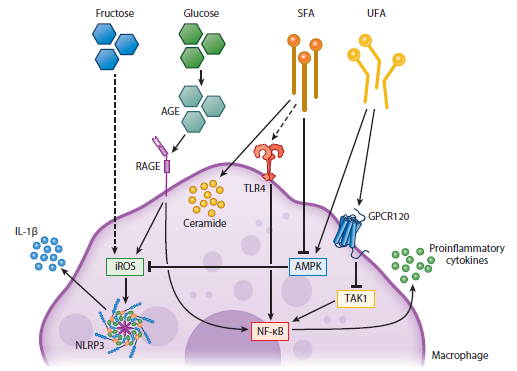 Fructose
Glucose
SFA
UFA
AGE
RAGE
TLR4
Ceramide
GPCR120
IL-1β
Proinflammatory
cytokines
iROS
AMPK
TAK1
NF-κB
NLRP3
Macrophage